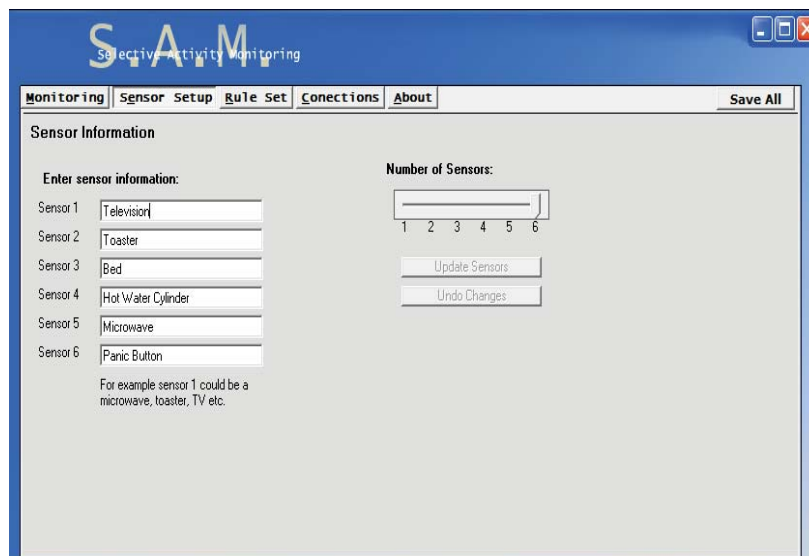 S.A.M.
Selective Activity Monitoring
Monitoring Sensor Setup Rule Set Conections About Save All
Sensor Information
Enter sensor information:
Sensor 1 Television
Sensor 2 Toaster
Sensor 3 Bed
Sensor 4 Hot Water Cylinder
Sensor 5 Microwave
Sensor 6 Panic Button
For example sensor 1 could be a
microwave, toaster, TV etc.
Number of Sensors:
1 2 3 4 5 6
Update Sensors
Undo Changes